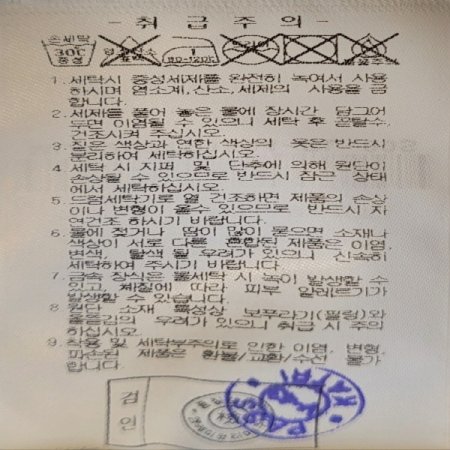 - 취급주의 -
손세탁
30℃
중성
80~120℃
1. 세탁시 중성세제를 완전히 녹여서 사용
하시며 염소계, 산소, 세제의 사용을 금
합니다.
2. 세제를 풀어 놓은 물에 장시간 담그어
두면 이염될 수 있으니 세탁 후 온탈수,
건조시켜 주십시오.
3. 짙은 색상과 연한 색상의 옷은 반드시
분리하여 세탁하십시오.
4. 세탁 시 지퍼 및 단추에 의해 원단이
손상될 수 있으므로 반드시 잠근 상태
에서 세탁하십시오.
5. 드럼세탁기로 열 건조하면 제품의 손상
이나 변형이 올수 있으므로 반드시 자
연건조 하시기 바랍니다.
6. 물에 젖거나 땀이 많이 묻으면 소재나
색상이 서로 다른 혼합된 제품은 이염,
변색, 탈색 될 우려가 있으니 신속히
세탁하여 주시기 바랍니다.
7. 금속 장식은 물세탁 시 녹이 발생할 수
있고, 체질에 따라 피부 알레르기가
발생할 수 있습니다.
8. 원단 소재 특성상 보푸라기(필링)와
올뜯김의 우려가 있으니 취급 시 주의
하십시오.
9. 착용 및 세탁부주의로 인한 이염, 변형,
파손된 제품은 환불/교환/수선 불가
합니다.
검
인